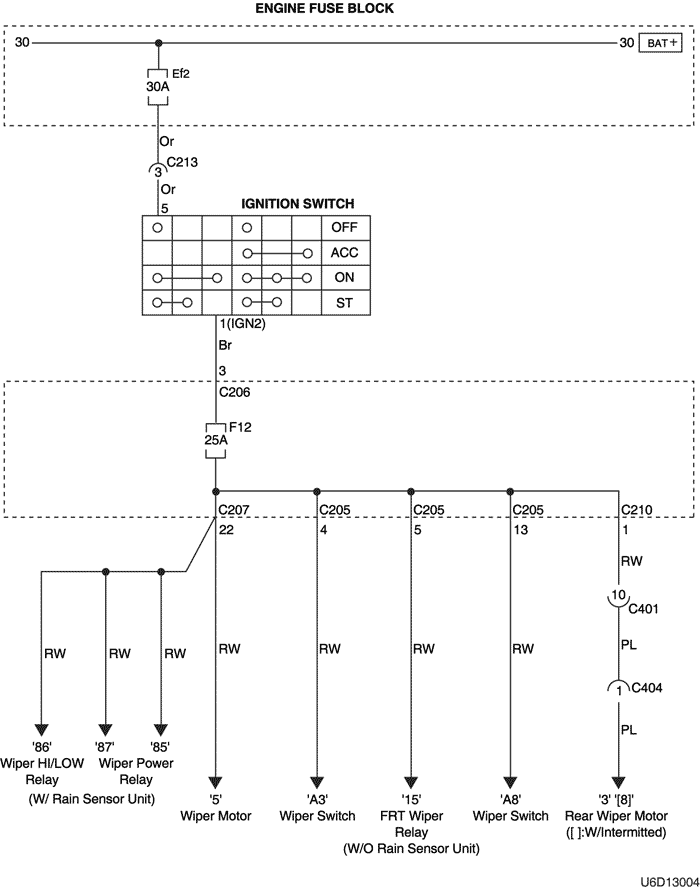 ENGINE FUSE BLOCK
30 30 BAT+
Ef2
30A
Or
C213
3
Or
5
IGNITION SWITCH
OFF
ACC
ON
ST
1(IGN2)
Br
3
C206
F12
25A
C207 C205 C205 C205 C210
22 4 5 13 1
RW
10
C401
PL
RW RW RW RW RW RW RW
C404
1
PL
'86' '87' '85'
Wiper HI/LOW Wiper Power
Relay Relay
(W/ Rain Sensor Unit)
'5' 'A3' '15' 'A8' '3' '[8]'
Wiper Motor Wiper Switch FRT Wiper Wiper Switch Rear Wiper Motor
Relay ([ ]:W/Intermitted)
(W/O Rain Sensor Unit)
U6D13004